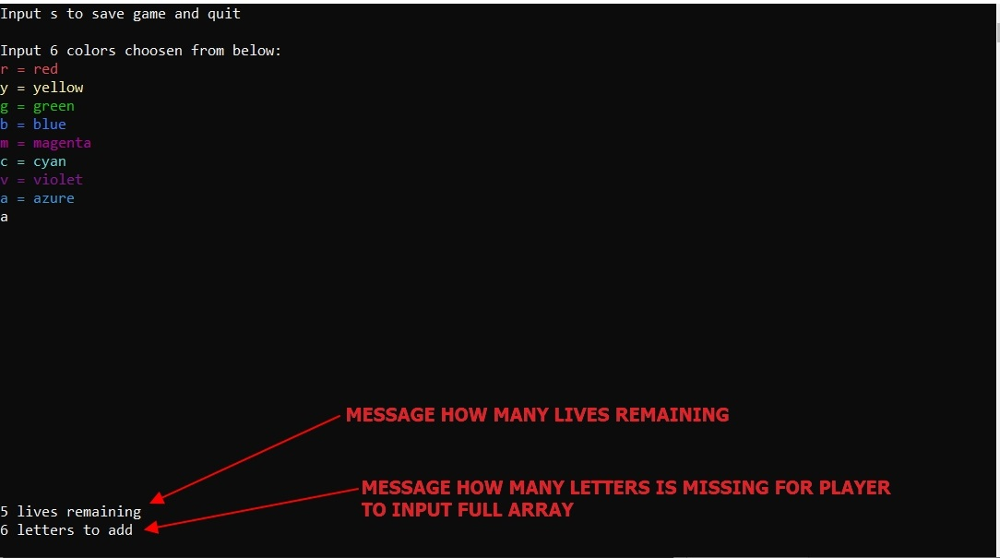 Input s to save game and quit
Input 6 colors choosen from below:
r = red
y = yellow
g = green
b = blue
m = magenta
c = cyan
v = violet
a = azure
a
MESSAGE HOW MANY LIVES REMAINING
MESSAGE HOW MANY LETTERS IS MISSING FOR PLAYER
TO INPUT FULL ARRAY
5 lives remaining
6 letters to add